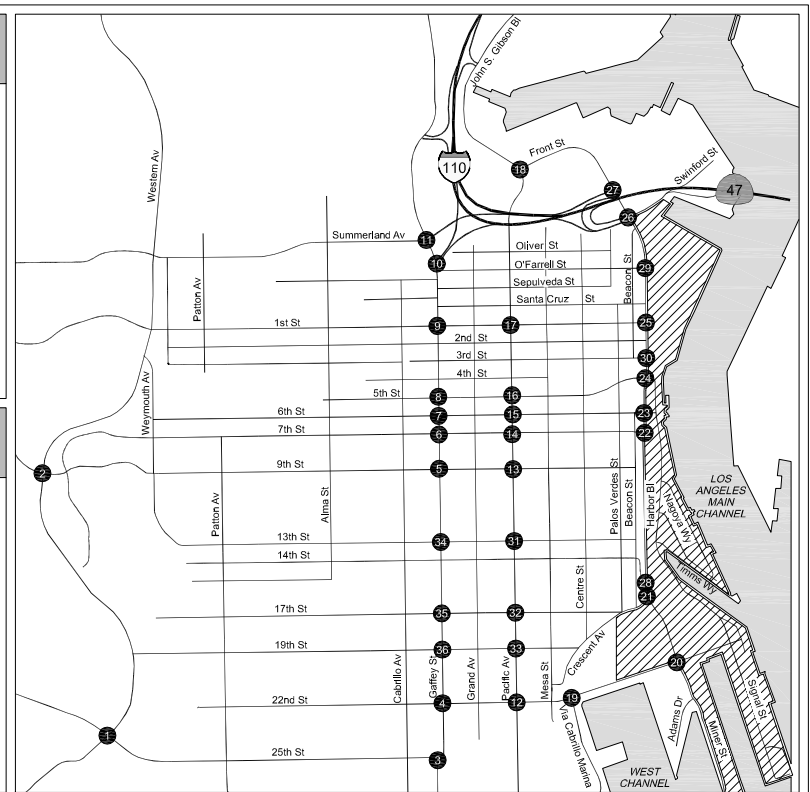 John S. Gibson Bl
Western Av
110
18
Front St
27
Swinford St
47
26
Summerland Av
11
Oliver St
10
O'Farrell St
Beacon St
29
Sepulveda St
Patton Av
Santa Cruz St
1st St
9
17
25
2nd St
3rd St
30
4th St
24
5th St
8
16
Weymouth Av
6th St
7
15
23
7th St
6
14
22
2
9th St
5
13
Alma St
Patton Av
Palos Verdes St
Beacon St
Harbor Bl
Nagoya Wy
LOS
ANGELES
MAIN
CHANNEL
34
13th St
31
14th St
Timms Wy
28
Centre St
21
17th St
35
32
19th St
36
33
Crescent Av
20
Cabrillo Av
Gaffey St
Grand Av
Pacific Av
Mesa St
22nd St
4
12
19
Adams Dr
Miner St
Signal St
1
Via Cabrillo Marina
25th St
3
WEST
CHANNEL